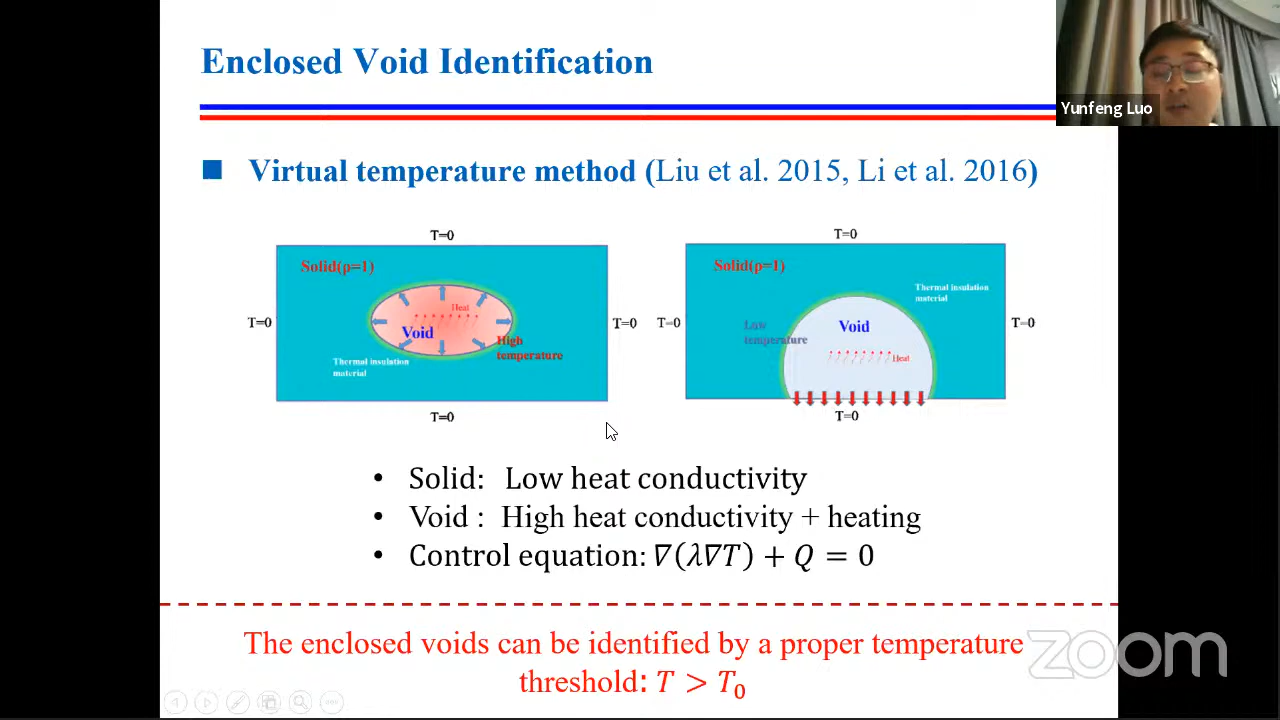 Enclosed Void Identification
Yunfeng Luo
■ Virtual temperature method (Liu et al. 2015, Li et al. 2016)
T=0
Solid(ρ=1)
T=0
Heat
Void
High
temperature
Thermal insulation
material
T=0
T=0
T=0
Solid(ρ=1)
Thermal insulation
material
T=0
Low
temperature
Void
Heat
T=0
T=0
• Solid: Low heat conductivity
• Void : High heat conductivity + heating
• Control equation: ∇(λ∇T) + Q = 0
The enclosed voids can be identified by a proper temperature
threshold: T > T₀
zoom